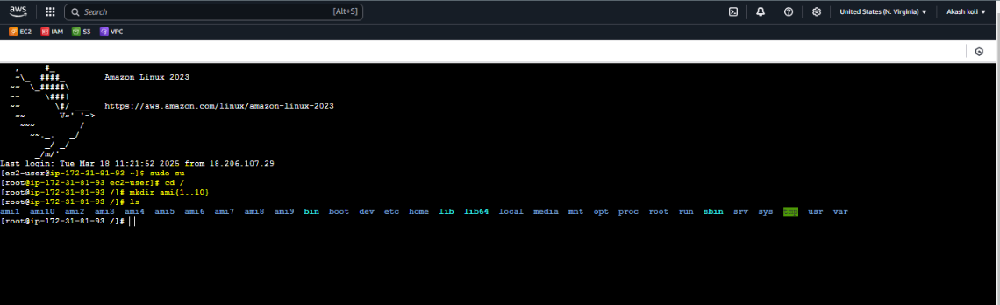 aws Search [Alt+S] United States (N. Virginia) Akash koli
EC2 IAM S3 VPC
   ,     #_
   ~\_  ####_        Amazon Linux 2023
  ~~  \_#####\
  ~~     \###|
  ~~       \#/ ___   https://aws.amazon.com/linux/amazon-linux-2023
   ~~       V~' '->
    ~~~         /
      ~~._.   _/
         _/ _/
       _/m/'
Last login: Tue Mar 18 11:21:52 2025 from 18.206.107.29
[ec2-user@ip-172-31-81-93 ~]$ sudo su
[root@ip-172-31-81-93 ec2-user]# cd /
[root@ip-172-31-81-93 /]# mkdir ami{1..10}
[root@ip-172-31-81-93 /]# ls
ami1  ami10  ami2  ami3  ami4  ami5  ami6  ami7  ami8  ami9  bin  boot  dev  etc  home  lib  lib64  local  media  mnt  opt  proc  root  run  sbin  srv  sys  tmp  usr  var
[root@ip-172-31-81-93 /]#